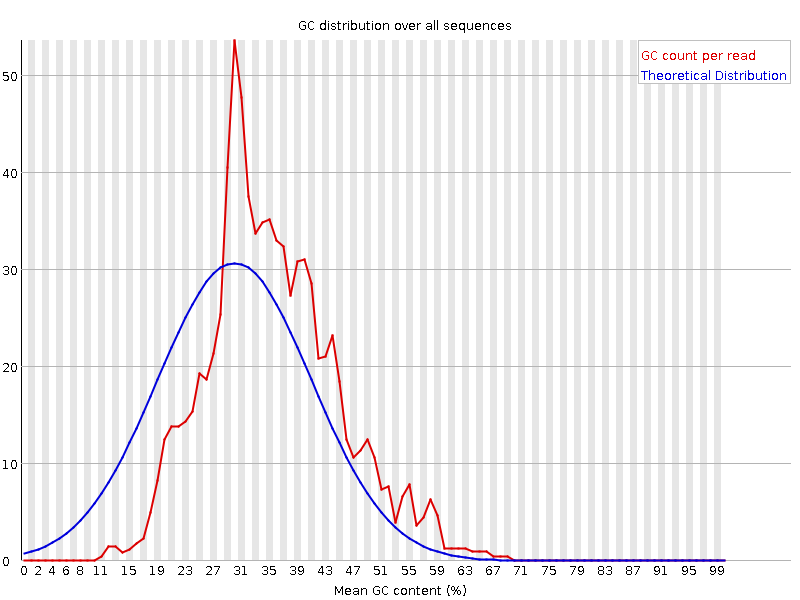 GC distribution over all sequences
GC count per read
Theoretical Distribution
50
40
30
20
10
0
0 2 4 6 8 11 15 19 23 27 31 35 39 43 47 51 55 59 63 67 71 75 79 83 87 91 95 99
Mean GC content (%)